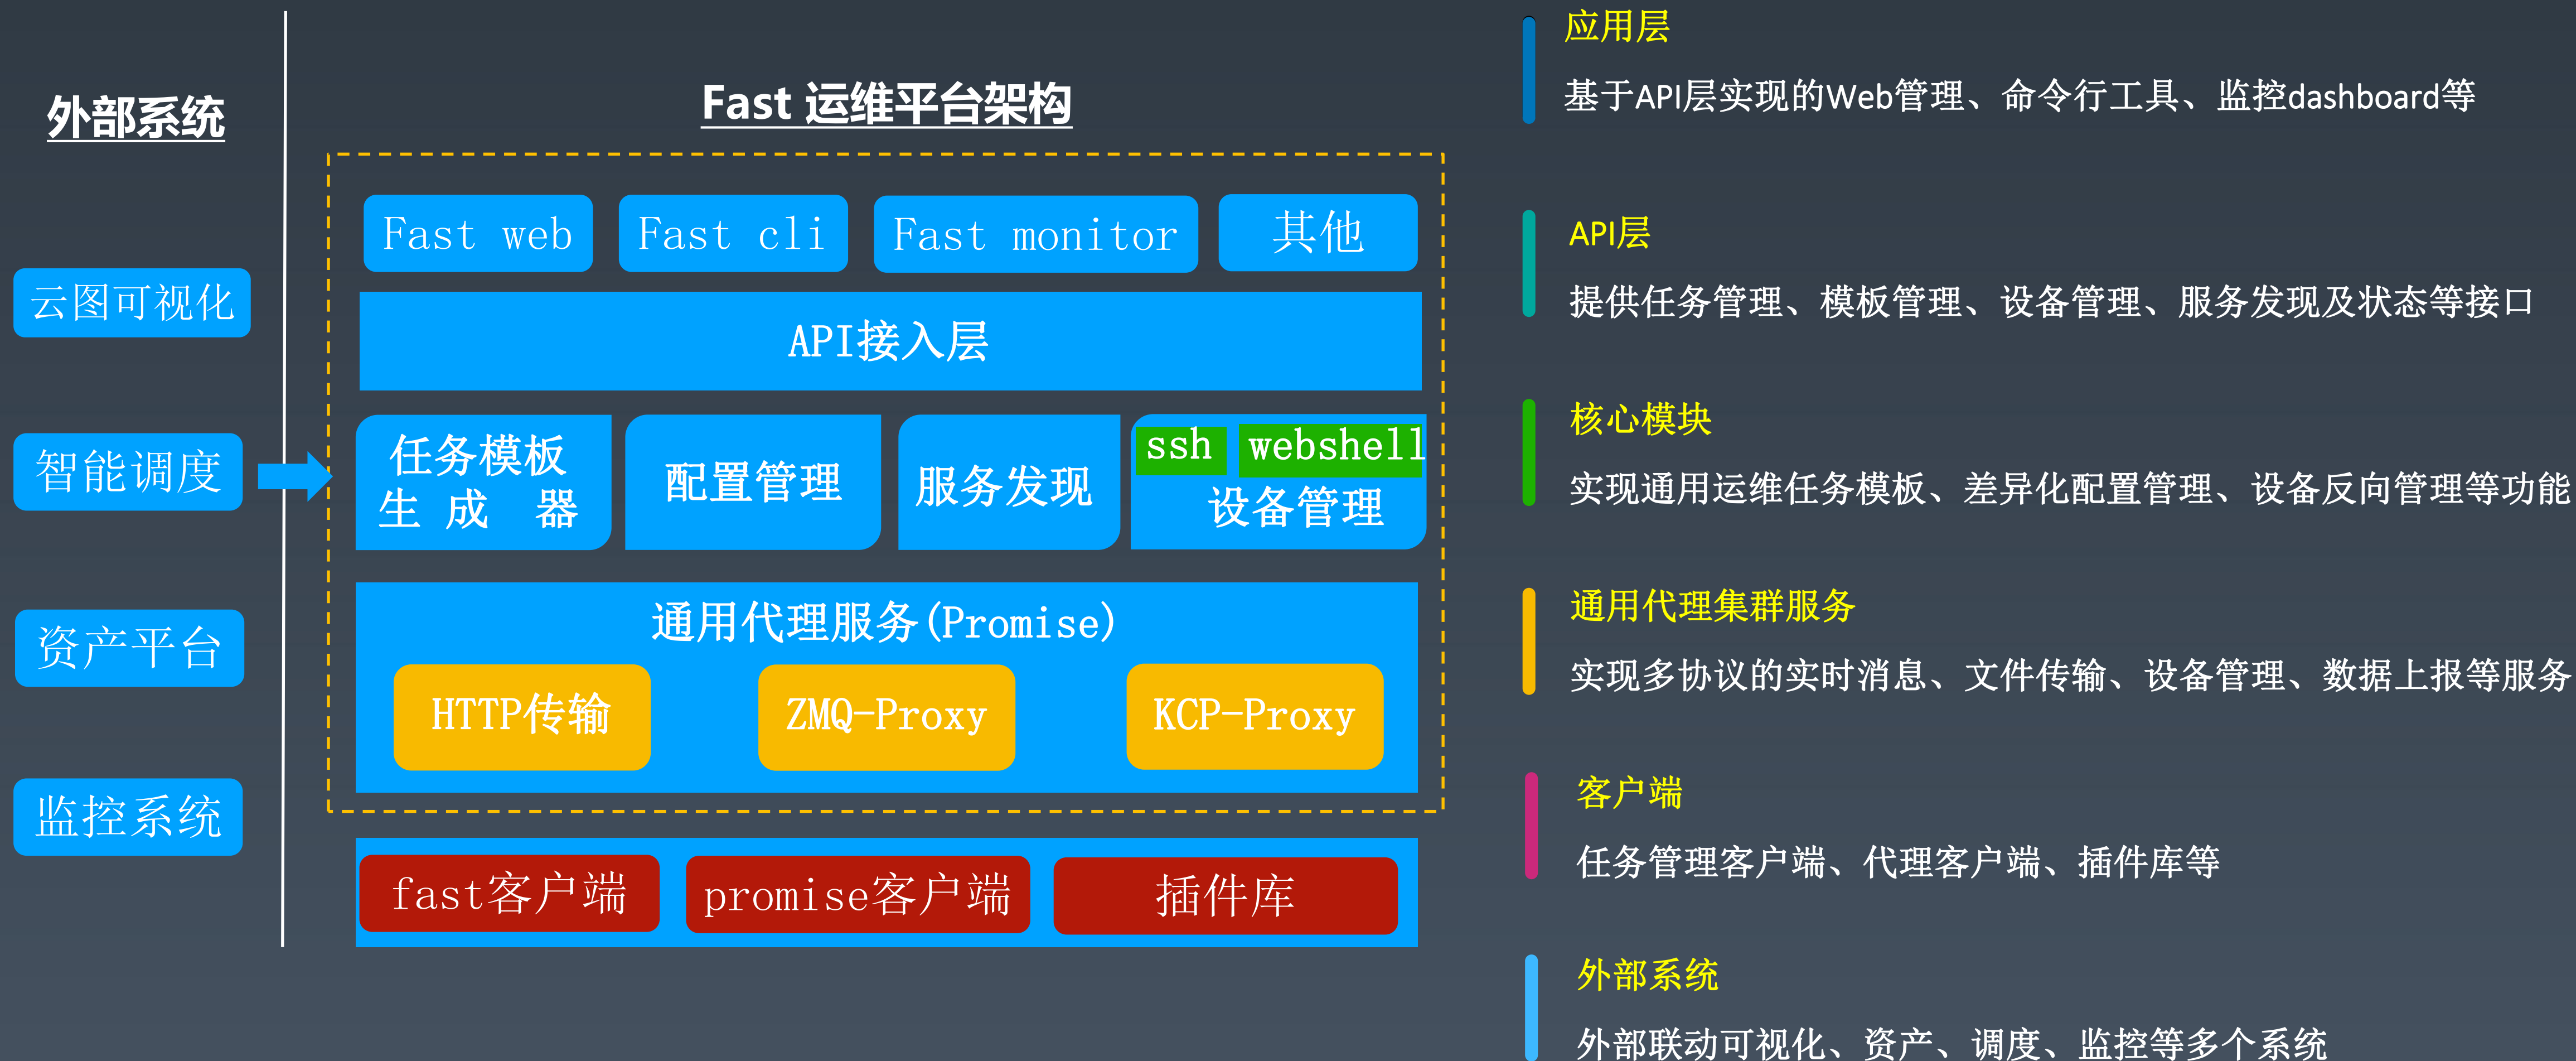 外部系统
云图可视化
智能调度
资产平台
监控系统
Fast 运维平台架构
Fast web
Fast cli
Fast monitor
其他
API接入层
任务模板
生 成 器
配置管理
服务发现
ssh
webshell
设备管理
通用代理服务(Promise)
HTTP传输
ZMQ-Proxy
KCP-Proxy
fast客户端
promise客户端
插件库
应用层
基于API层实现的Web管理、命令行工具、监控dashboard等
API层
提供任务管理、模板管理、设备管理、服务发现及状态等接口
核心模块
实现通用运维任务模板、差异化配置管理、设备反向管理等功能
通用代理集群服务
实现多协议的实时消息、文件传输、设备管理、数据上报等服务
客户端
任务管理客户端、代理客户端、插件库等
外部系统
外部联动可视化、资产、调度、监控等多个系统